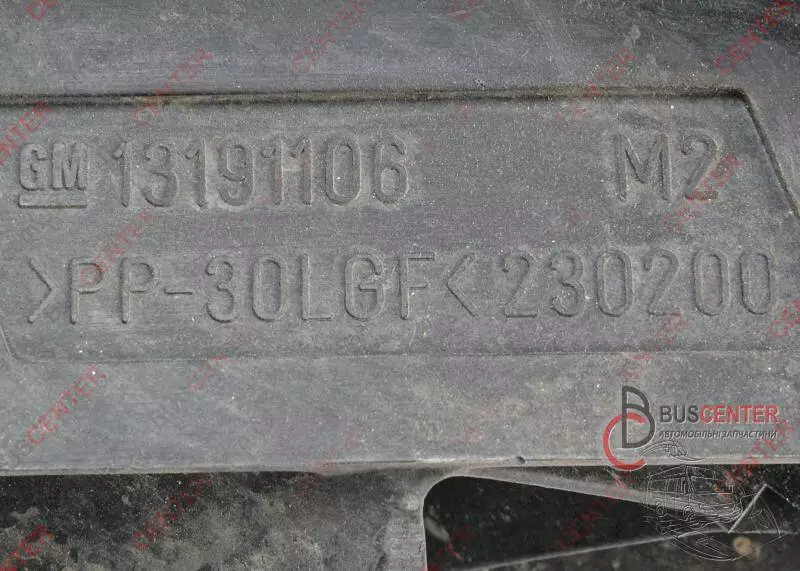 GM 13191106 M2
>PP-30LGF< 230200
BUSCENTER
АВТОМОБІЛЬНІ ЗАПЧАСТИНИ